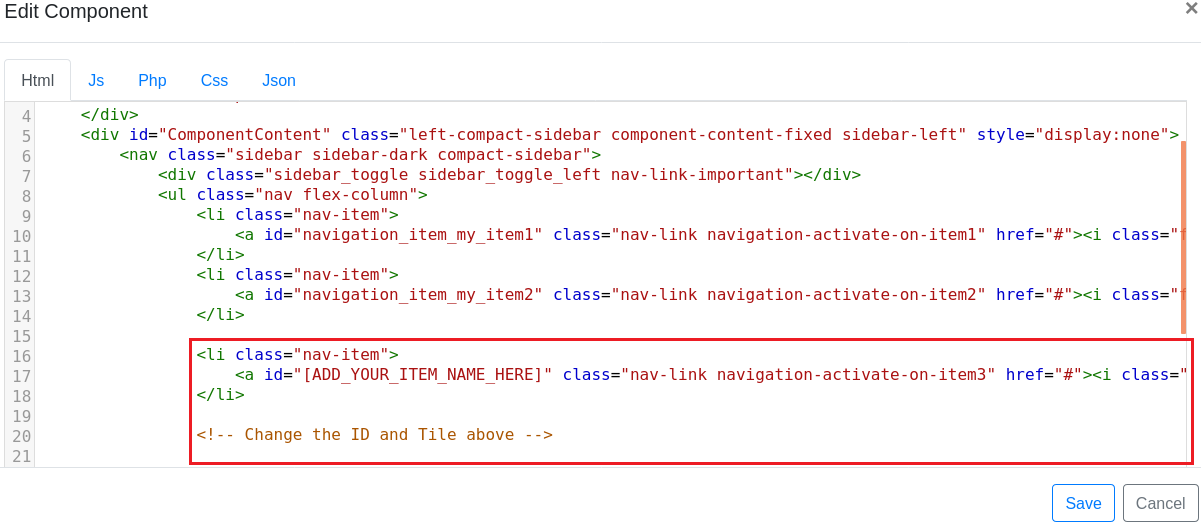 Edit Component ×
Html Js Php Css Json
4 </div>
5 <div id="ComponentContent" class="left-compact-sidebar component-content-fixed sidebar-left" style="display:none">
6 <nav class="sidebar sidebar-dark compact-sidebar">
7 <div class="sidebar_toggle sidebar_toggle_left nav-link-important"></div>
8 <ul class="nav flex-column">
9 <li class="nav-item">
10 <a id="navigation_item_my_item1" class="nav-link navigation-activate-on-item1" href="#"><i class="f
11 </li>
12 <li class="nav-item">
13 <a id="navigation_item_my_item2" class="nav-link navigation-activate-on-item2" href="#"><i class="f
14 </li>
15
16 <li class="nav-item">
17 <a id="[ADD_YOUR_ITEM_NAME_HERE]" class="nav-link navigation-activate-on-item3" href="#"><i class="
18 </li>
19
20 <!-- Change the ID and Tile above -->
21
Save Cancel